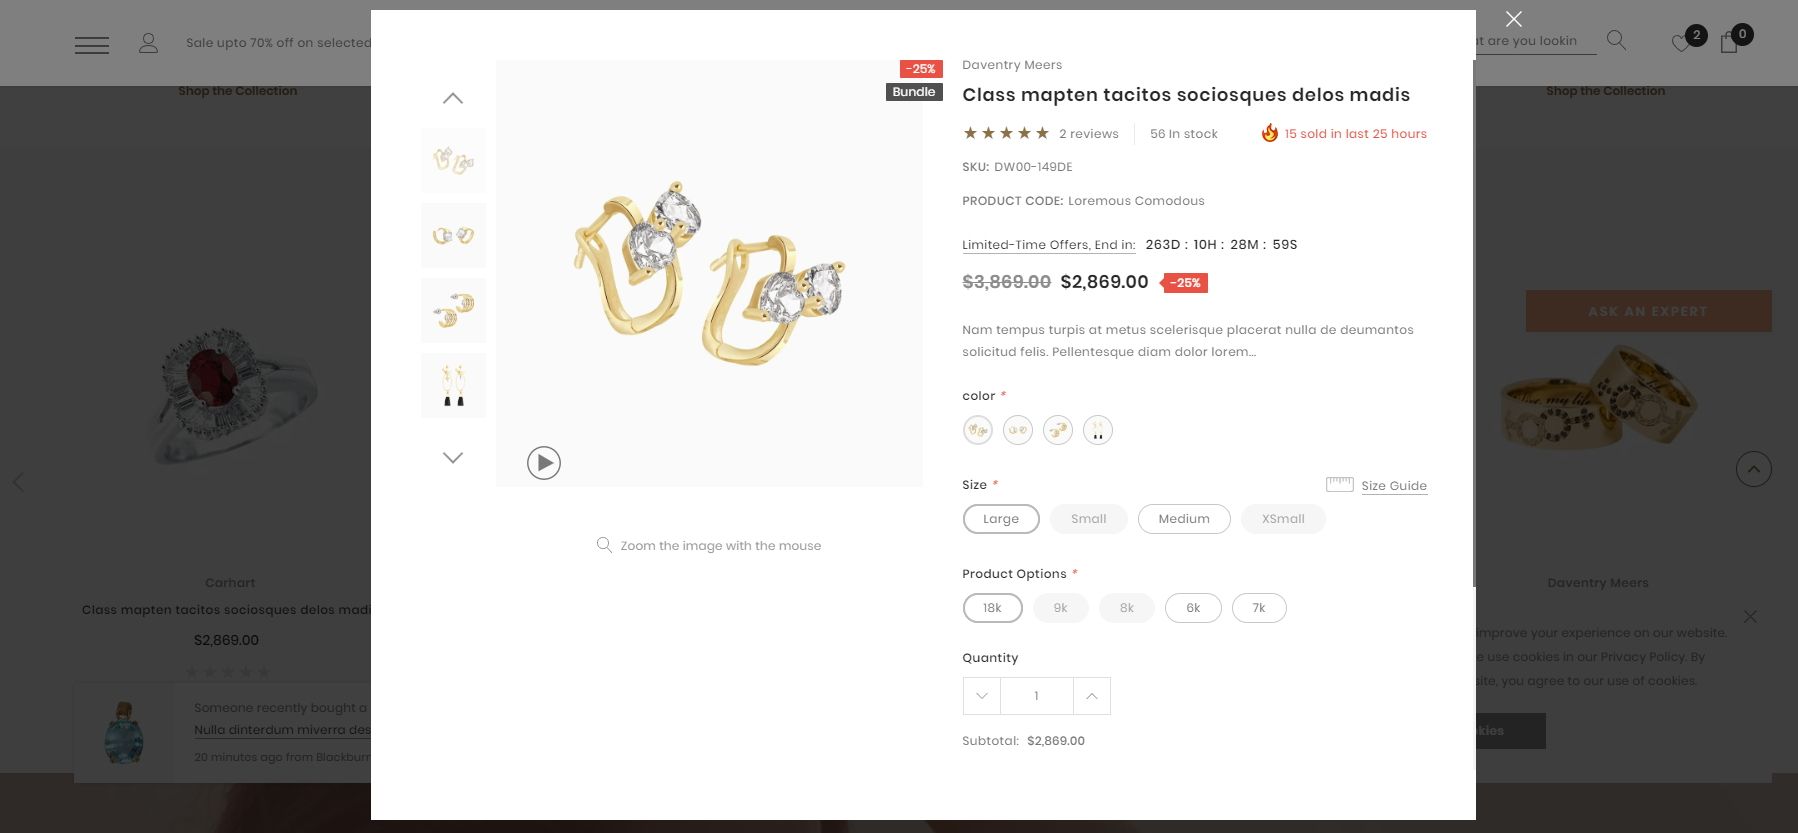 Sale upto 70% off on selected
t are you lookin
2
0
Shop the Collection
Shop the Collection
-25%
Bundle
Daventry Meers
Class mapten tacitos sociosques delos madis
2 reviews
56 In stock
15 sold in last 25 hours
SKU: DW00-149DE
PRODUCT CODE: Loremous Comodous
Limited-Time Offers, End in: 263D : 10H : 28M : 59S
$3,869.00 $2,869.00 -25%
Nam tempus turpis at metus scelerisque placerat nulla de deumantos
solicitud felis. Pellentesque diam dolor lorem...
color *
Size *
Size Guide
Large
Small
Medium
XSmall
Zoom the image with the mouse
Product Options *
18k
9k
8k
6k
7k
Quantity
1
Subtotal: $2,869.00
ASK AN EXPERT
Carhart
Class mapten tacitos sociosques delos madi
$2,869.00
Someone recently bought a
Nulla dinterdum miverra des
20 minutes ago from Blackburn
Daventry Meers
improve your experience on our website.
e use cookies in our Privacy Policy. By
site, you agree to our use of cookies.
kies